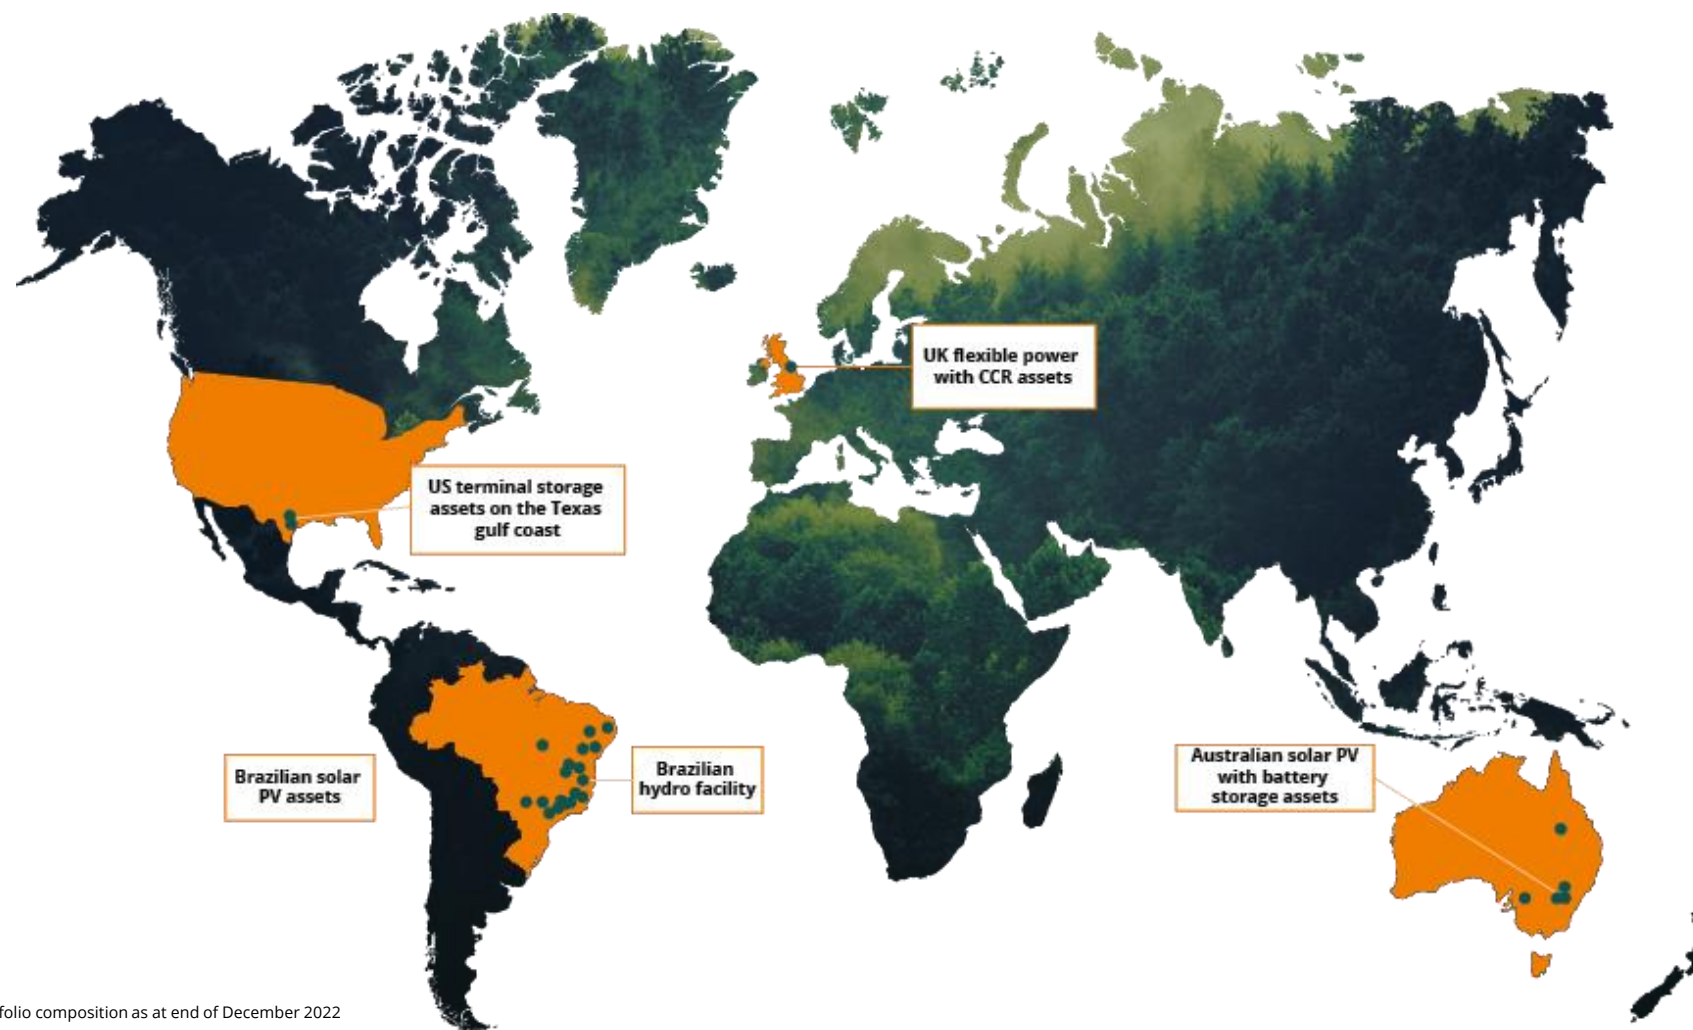 UK flexible power
with CCR assets
US terminal storage
assets on the Texas
gulf coast
Brazilian solar
PV assets
Brazilian
hydro facility
Australian solar PV
with battery
storage assets
folio composition as at end of December 2022